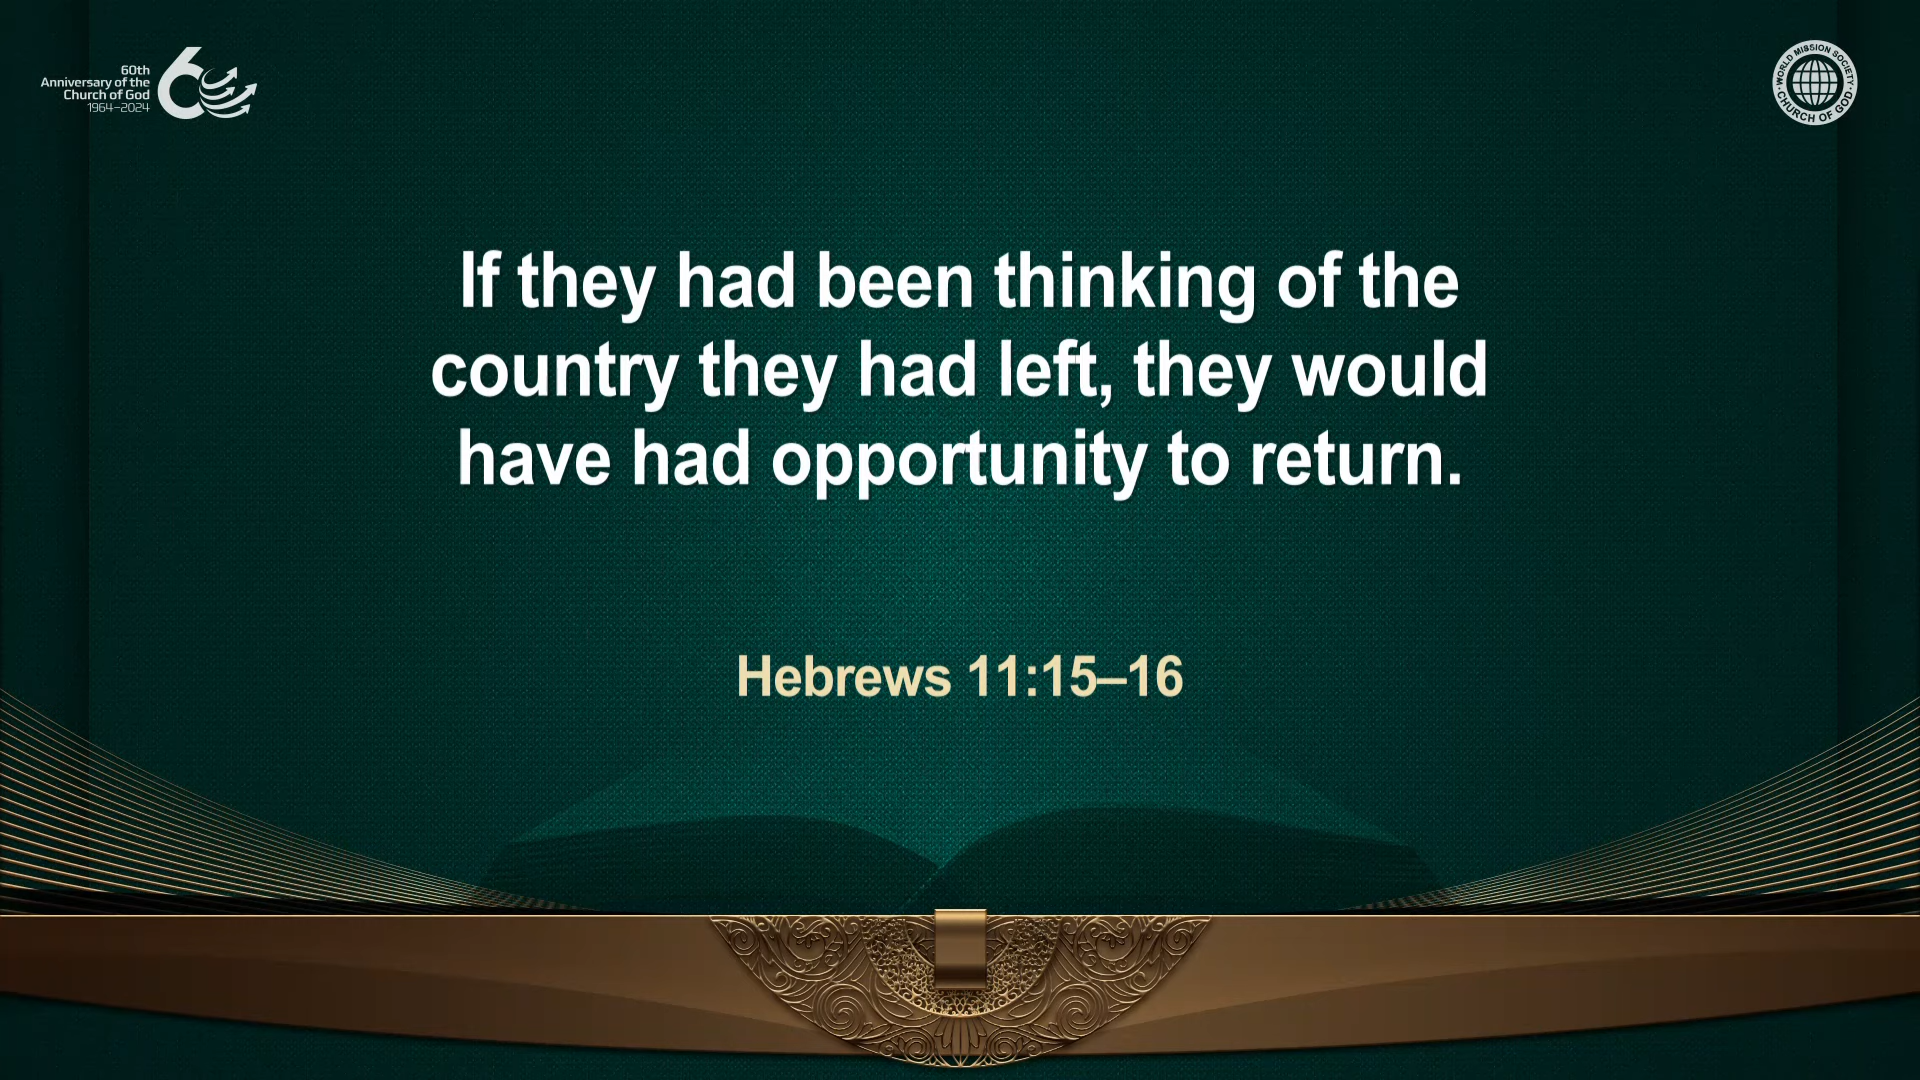 60th
Anniversary of the
Church of God
1964–2024
60
WORLD MISSION SOCIETY
CHURCH OF GOD
If they had been thinking of the
country they had left, they would
have had opportunity to return.
Hebrews 11:15–16